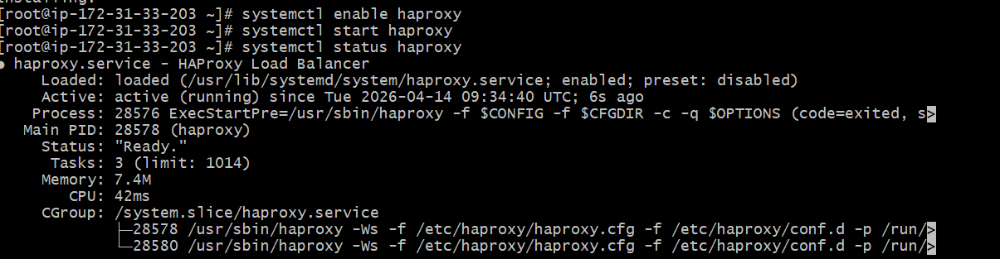 [root@ip-172-31-33-203 ~]# systemctl enable haproxy
[root@ip-172-31-33-203 ~]# systemctl start haproxy
[root@ip-172-31-33-203 ~]# systemctl status haproxy
● haproxy.service - HAProxy Load Balancer
Loaded: loaded (/usr/lib/systemd/system/haproxy.service; enabled; preset: disabled)
Active: active (running) since Tue 2026-04-14 09:34:40 UTC; 6s ago
Process: 28576 ExecStartPre=/usr/sbin/haproxy -f $CONFIG -f $CFGDIR -c -q $OPTIONS (code=exited, s>
Main PID: 28578 (haproxy)
Status: "Ready."
Tasks: 3 (limit: 1014)
Memory: 7.4M
CPU: 42ms
CGroup: /system.slice/haproxy.service
├─28578 /usr/sbin/haproxy -Ws -f /etc/haproxy/haproxy.cfg -f /etc/haproxy/conf.d -p /run/>
└─28580 /usr/sbin/haproxy -Ws -f /etc/haproxy/haproxy.cfg -f /etc/haproxy/conf.d -p /run/>